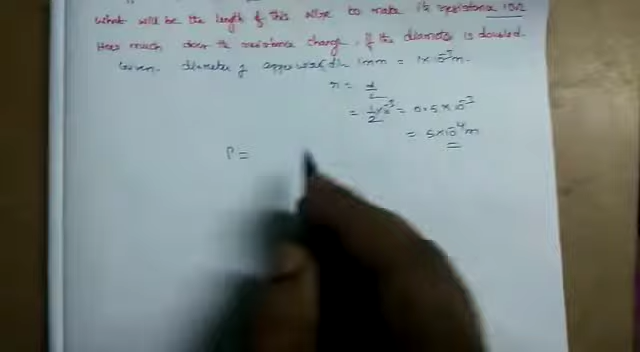 What will be the length of this wire to make its resistance 10Ω
How much does the resistance change, if the diameter is doubled.
Given. diameter of copper wire d = 1mm = 1×10⁻³m.
r = d/2
= 1×10⁻³/2 = 0.5×10⁻³
= 5×10⁻⁴m
ρ =